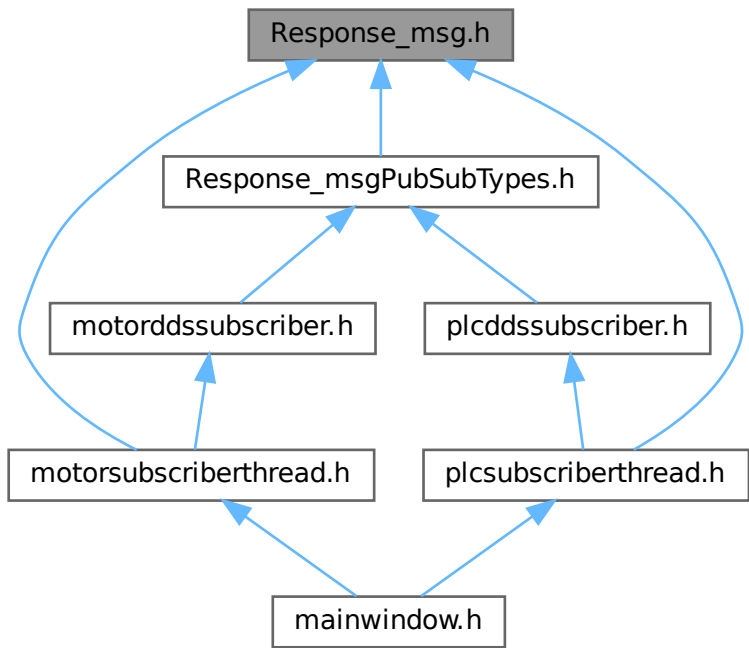 Response_msg.h
Response_msgPubSubTypes.h
motorddssubscriber.h
plcddssubscriber.h
motorsubscriberthread.h
plcsubscriberthread.h
mainwindow.h